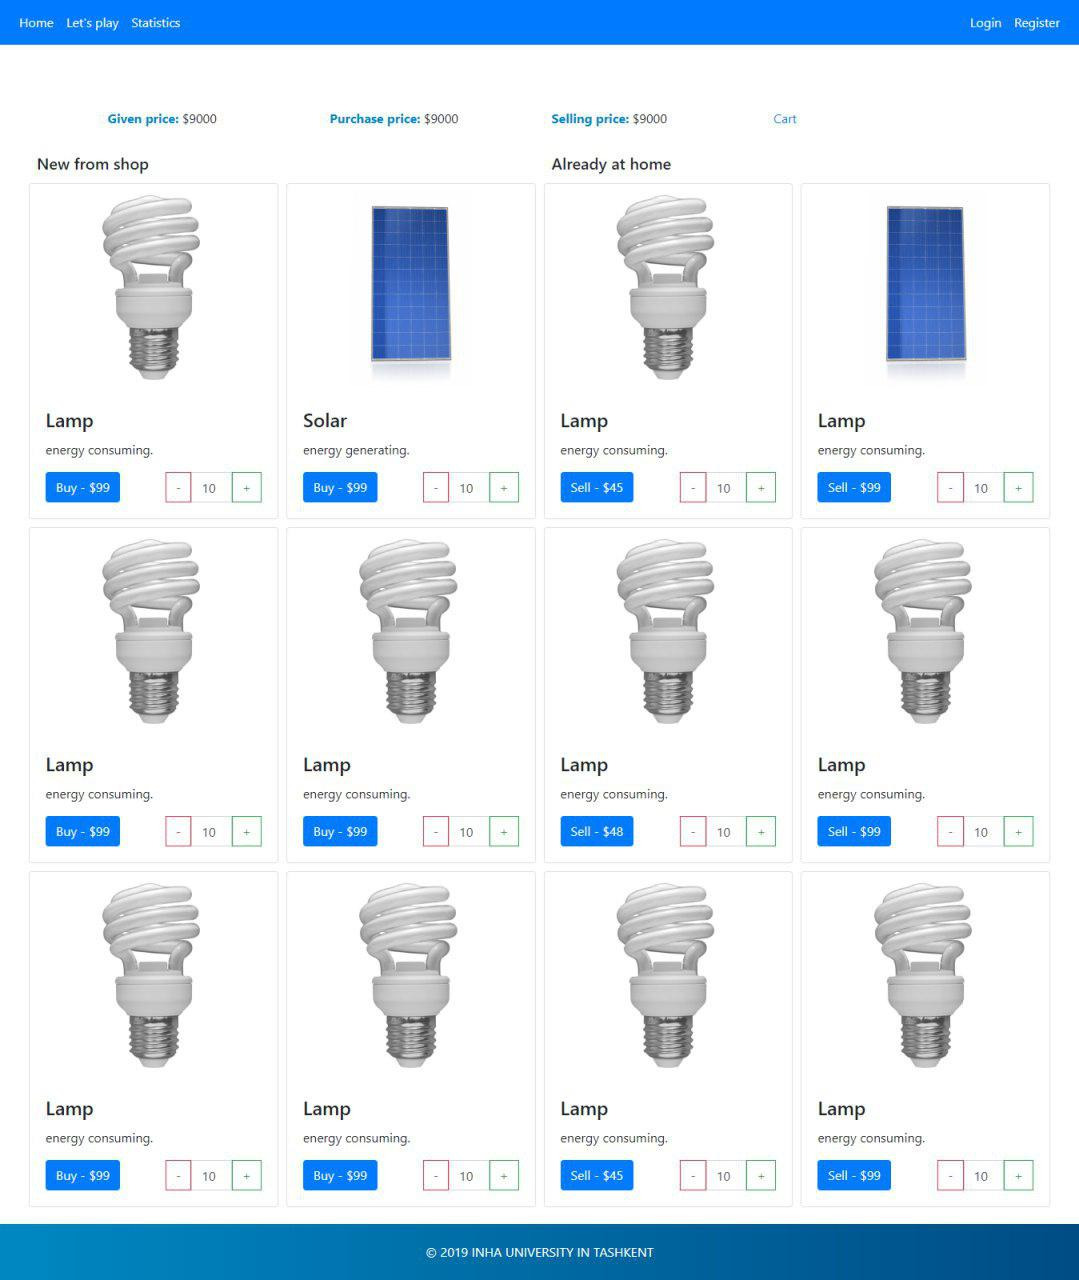 Home Let's play Statistics Login Register
Given price: $9000 Purchase price: $9000 Selling price: $9000 Cart
New from shop Already at home
Lamp Solar Lamp Lamp
energy consuming. energy generating. energy consuming. energy consuming.
Buy - $99 - 10 + Buy - $99 - 10 + Sell - $45 - 10 + Sell - $99 - 10 +
Lamp Lamp Lamp Lamp
energy consuming. energy consuming. energy consuming. energy consuming.
Buy - $99 - 10 + Buy - $99 - 10 + Sell - $48 - 10 + Sell - $99 - 10 +
Lamp Lamp Lamp Lamp
energy consuming. energy consuming. energy consuming. energy consuming.
Buy - $99 - 10 + Buy - $99 - 10 + Sell - $45 - 10 + Sell - $99 - 10 +
© 2019 INHA UNIVERSITY IN TASHKENT